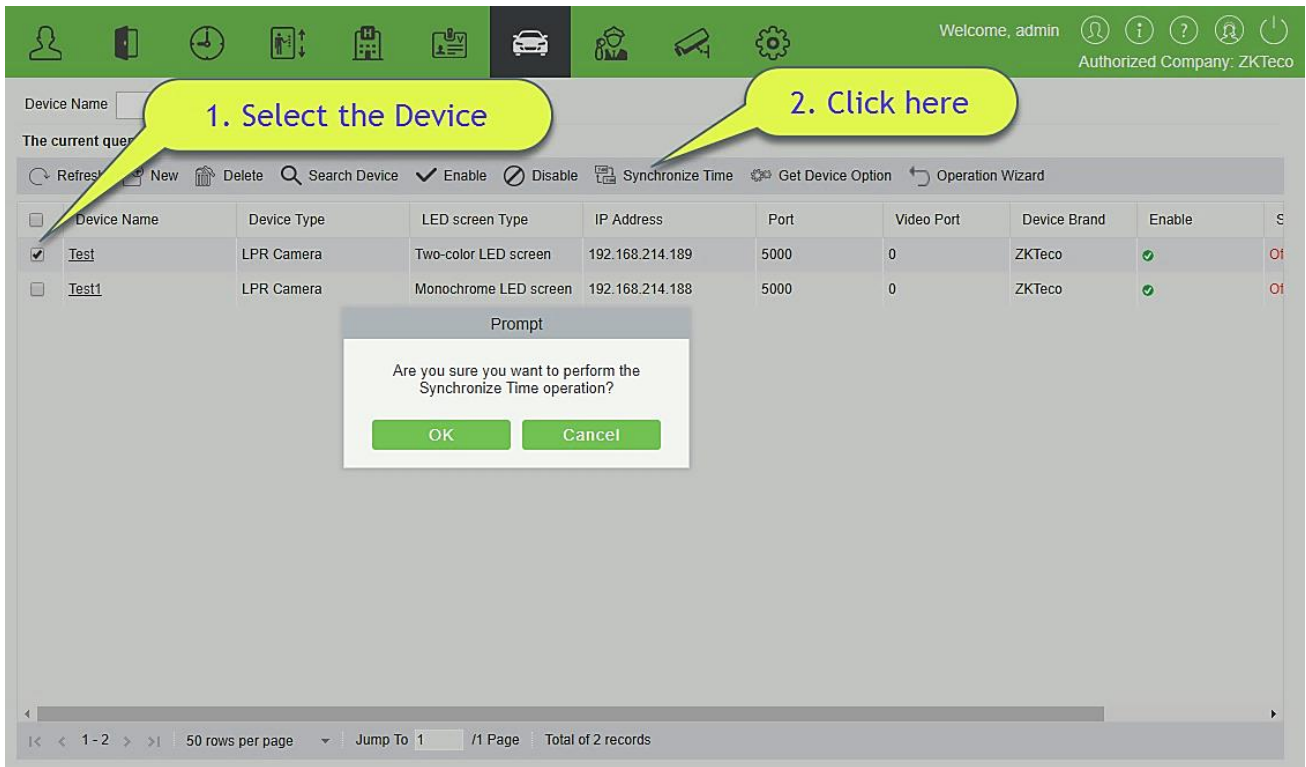 Welcome, admin
Authorized Company: ZKTeco
Device Name
1. Select the Device
2. Click here
The current
Refresh New Delete Search Device Enable Disable Synchronize Time Get Device Option Operation Wizard
Device Name Device Type LED screen Type IP Address Port Video Port Device Brand Enable
Test LPR Camera Two-color LED screen 192.168.214.189 5000 0 ZKTeco
Test1 LPR Camera Monochrome LED screen 192.168.214.188 5000 0 ZKTeco
Prompt
Are you sure you want to perform the
Synchronize Time operation?
OK Cancel
1-2 50 rows per page Jump To 1 /1 Page Total of 2 records